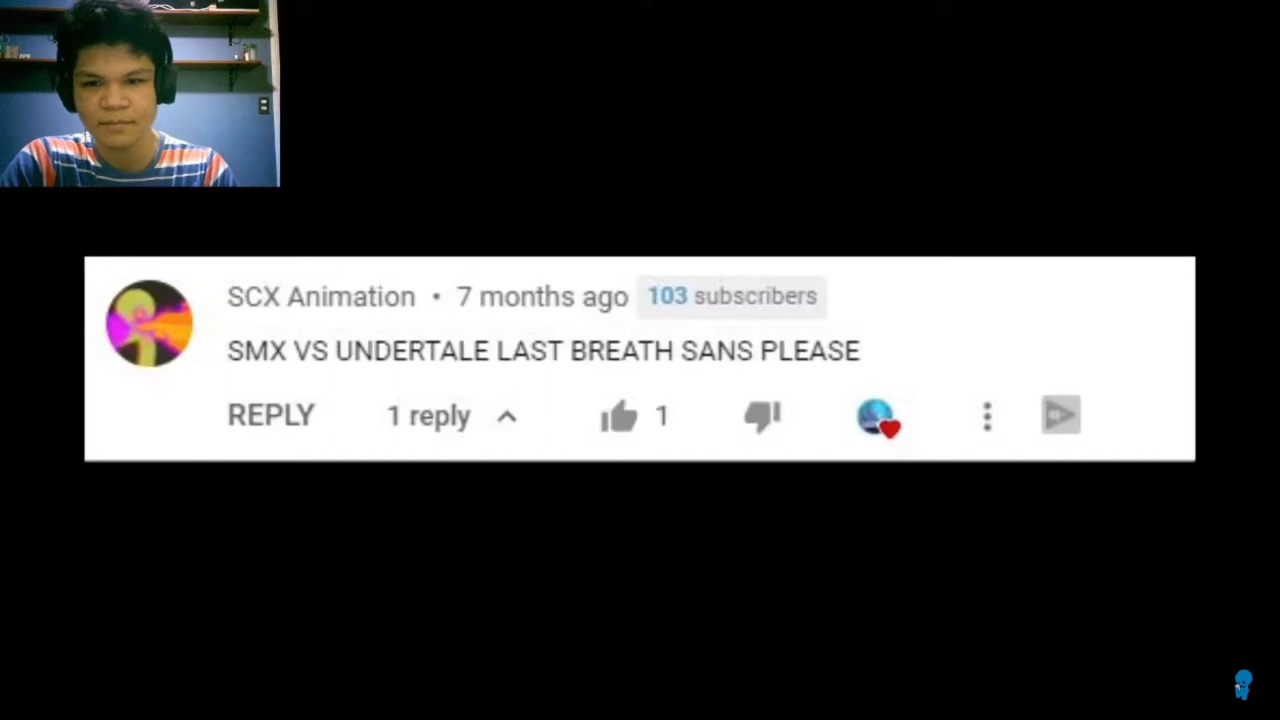 SCX Animation • 7 months ago 103 subscribers
SMX VS UNDERTALE LAST BREATH SANS PLEASE
REPLY 1 reply 1